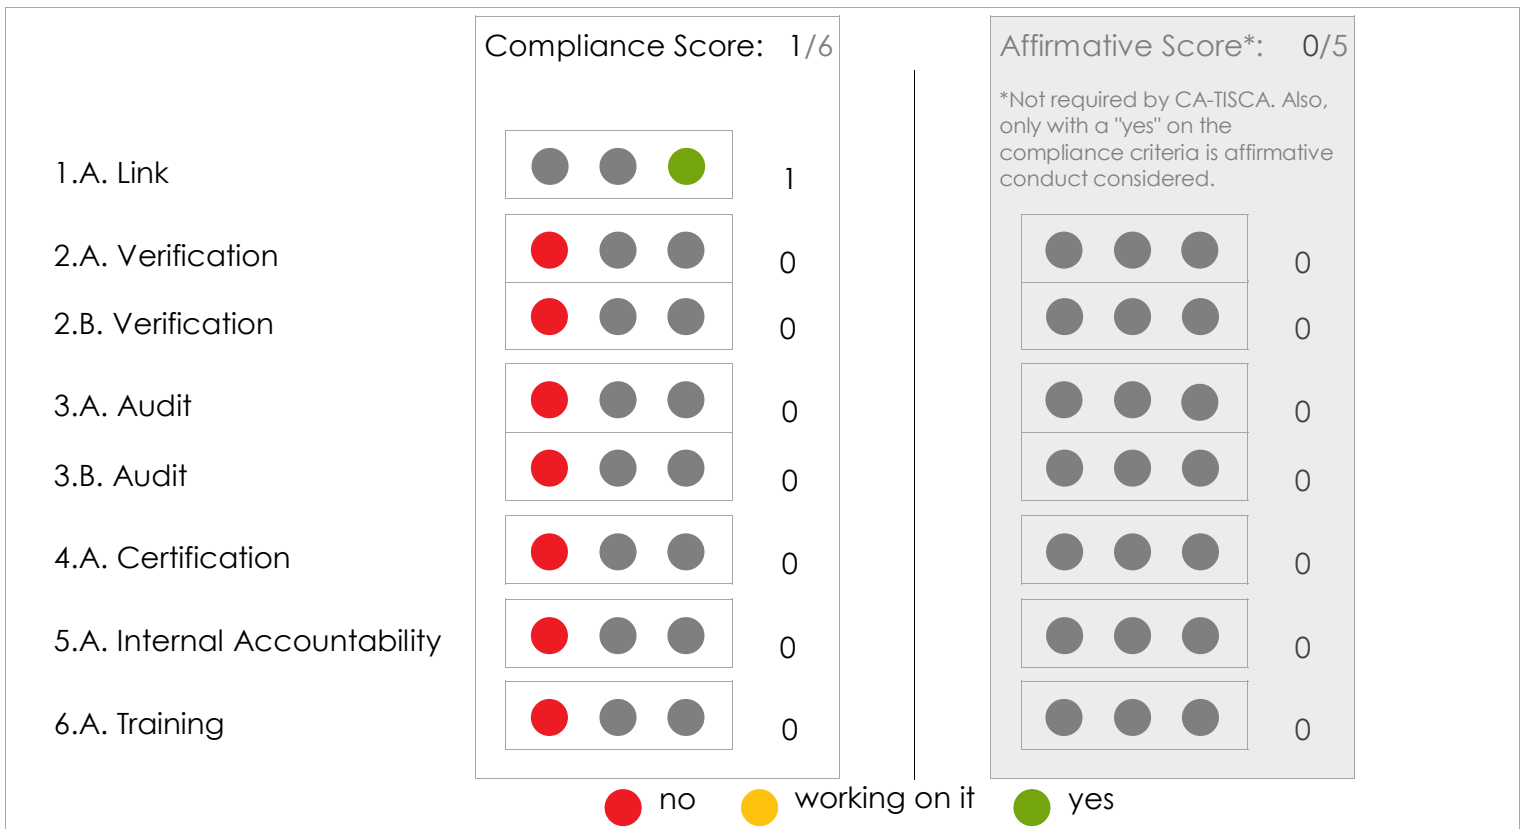 Compliance Score: 1/6
Affirmative Score*: 0/5
*Not required by CA-TISCA. Also,
only with a "yes" on the
compliance criteria is affirmative
conduct considered.
1.A. Link 1
2.A. Verification 0 0
2.B. Verification 0 0
3.A. Audit 0 0
3.B. Audit 0 0
4.A. Certification 0 0
5.A. Internal Accountability 0 0
6.A. Training 0 0
no working on it yes